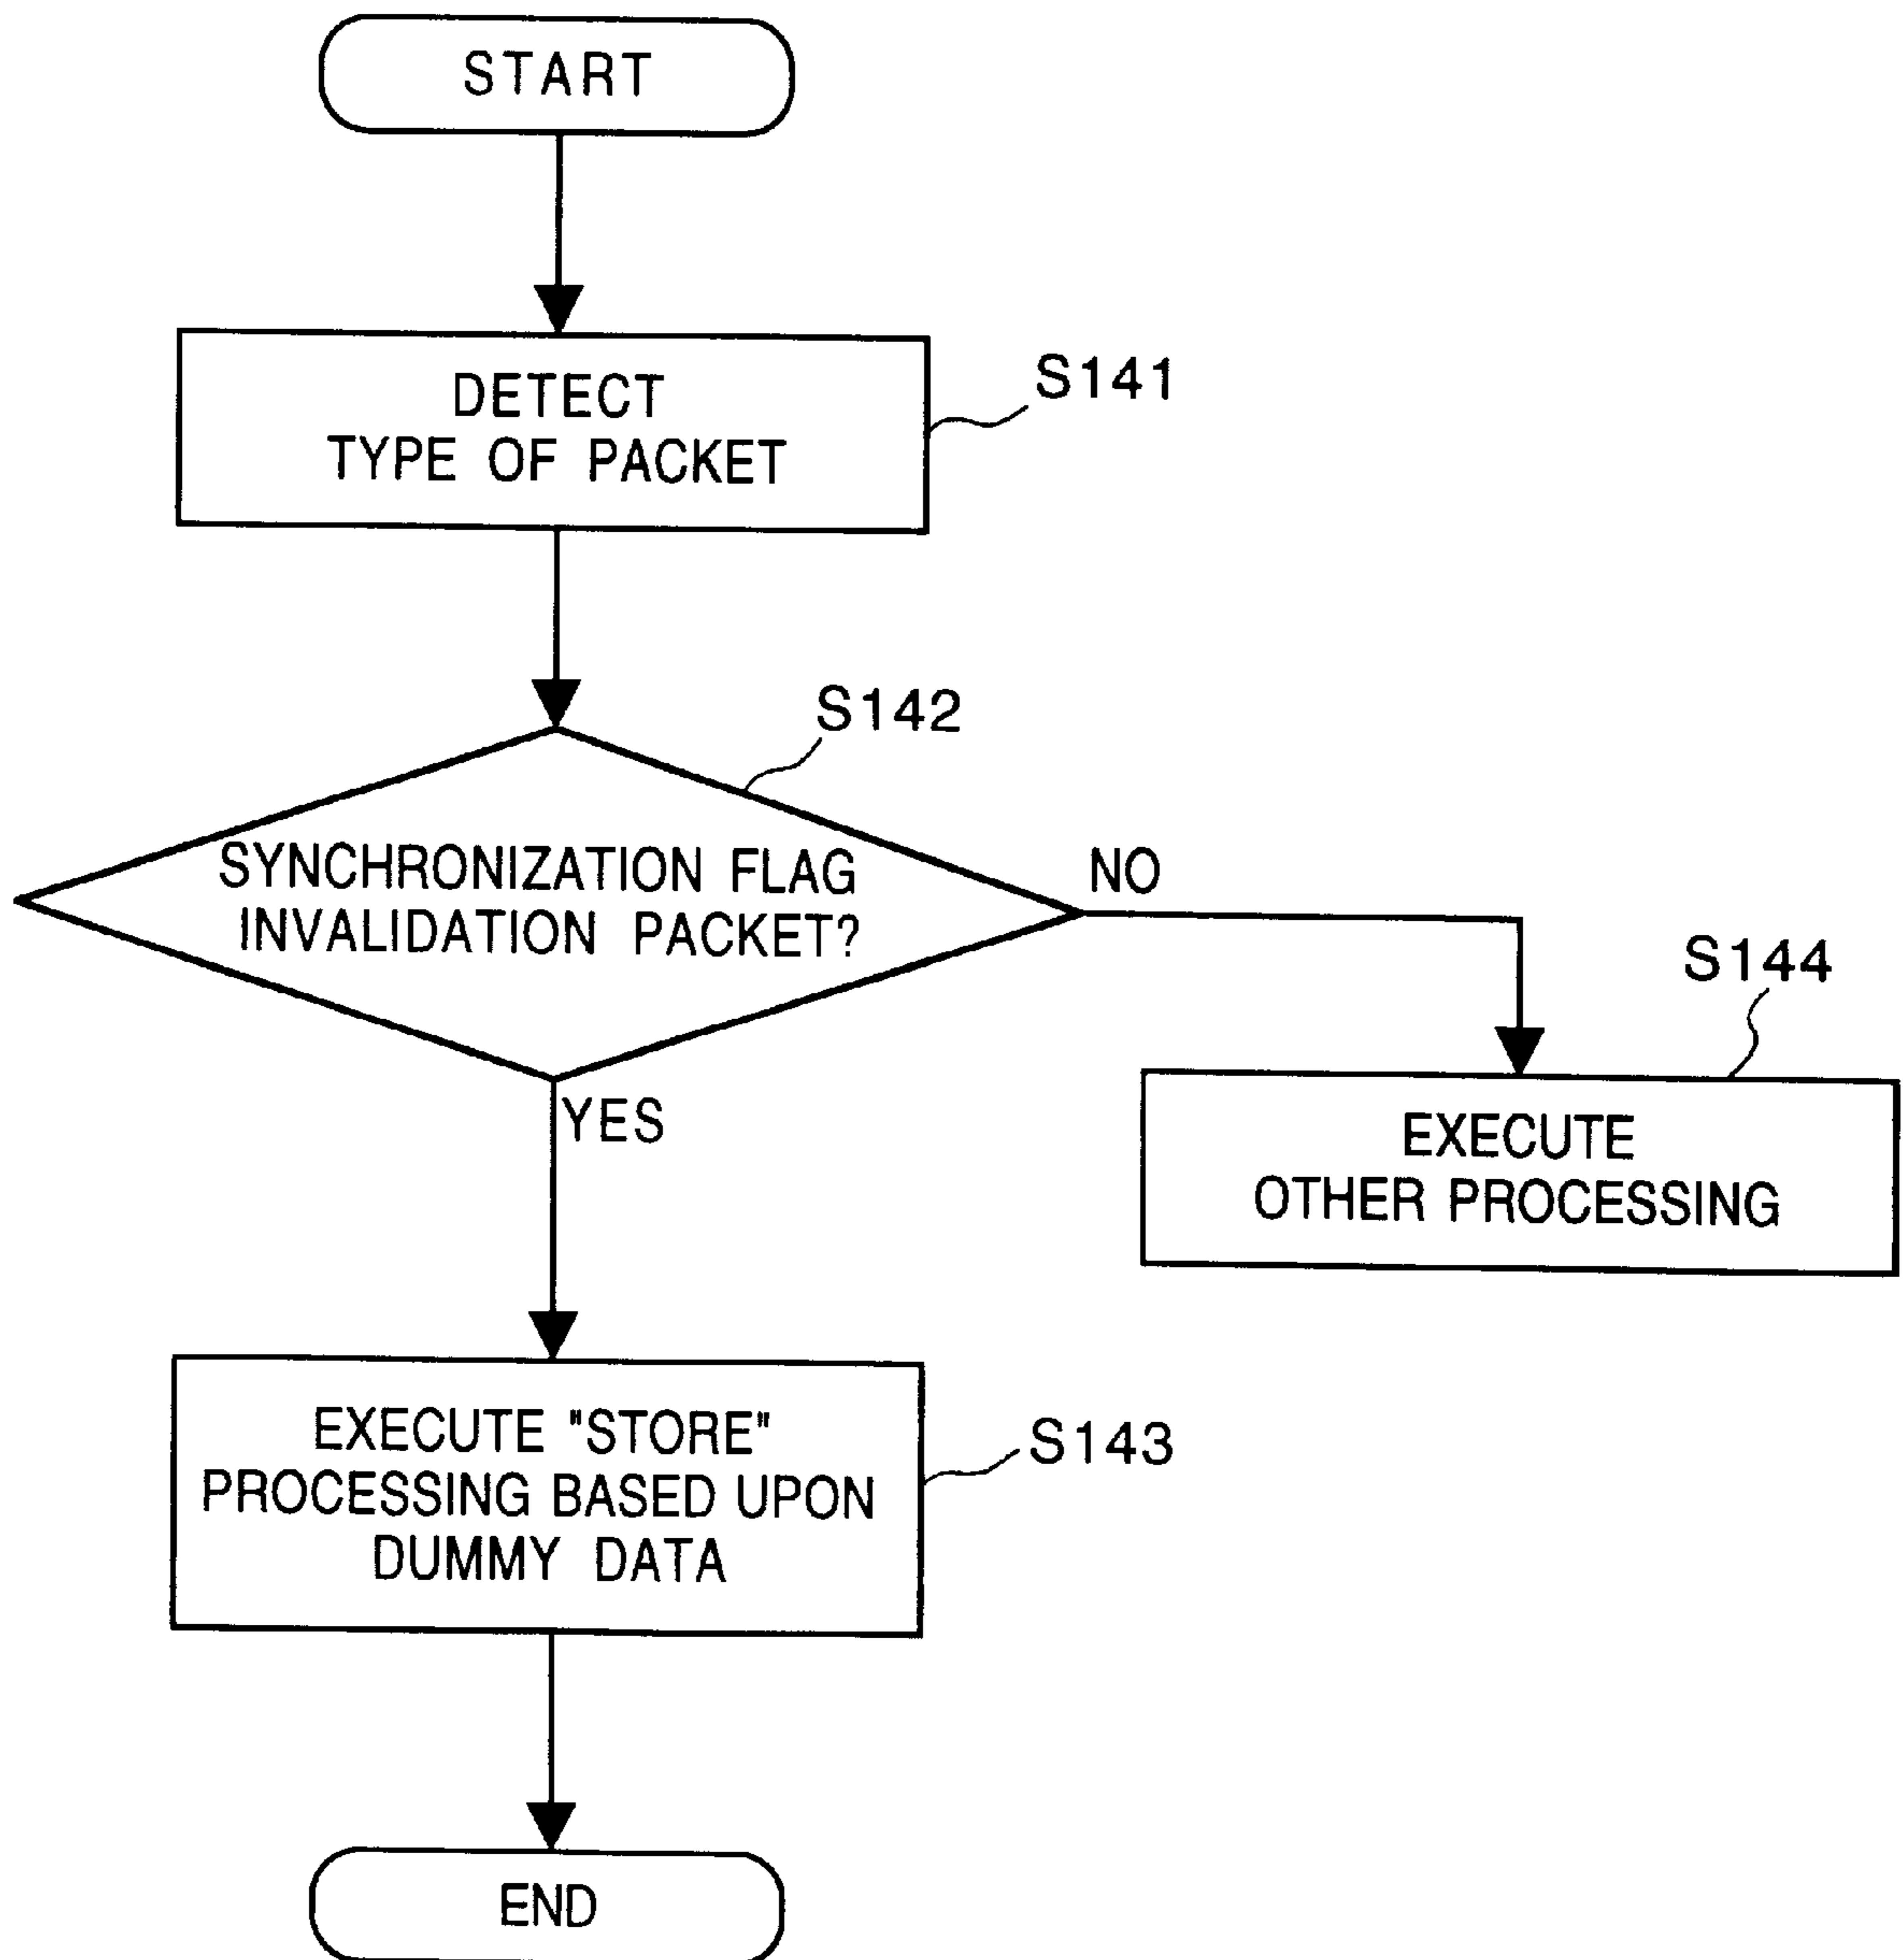 START
DETECT
TYPE OF PACKET
S141
S142
SYNCHRONIZATION FLAG
INVALIDATION PACKET?
NO
YES
S144
EXECUTE
OTHER PROCESSING
EXECUTE "STORE"
PROCESSING BASED UPON
DUMMY DATA
S143
END